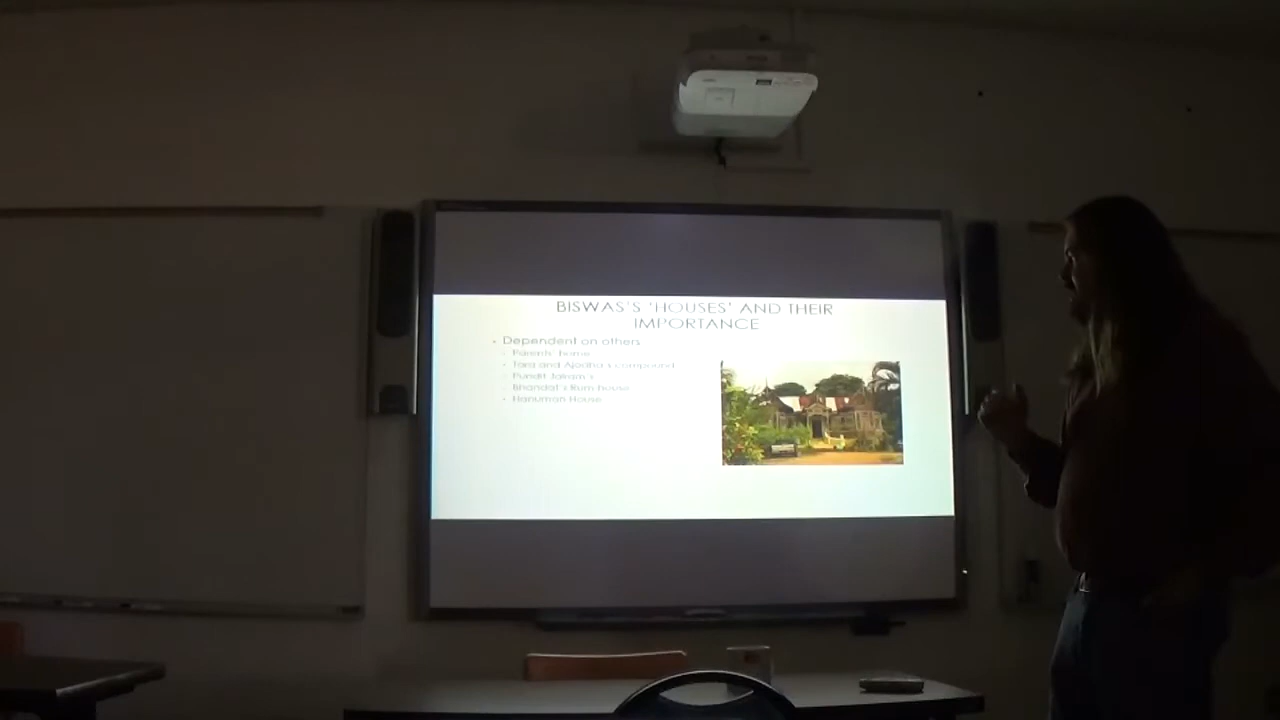 BISWAS'S 'HOUSES' AND THEIR
IMPORTANCE
Dependent on others
Parents' home
Tara and Ajodha's compound
Pundit Jairam's
Bhandat's Rum house
Hanuman House